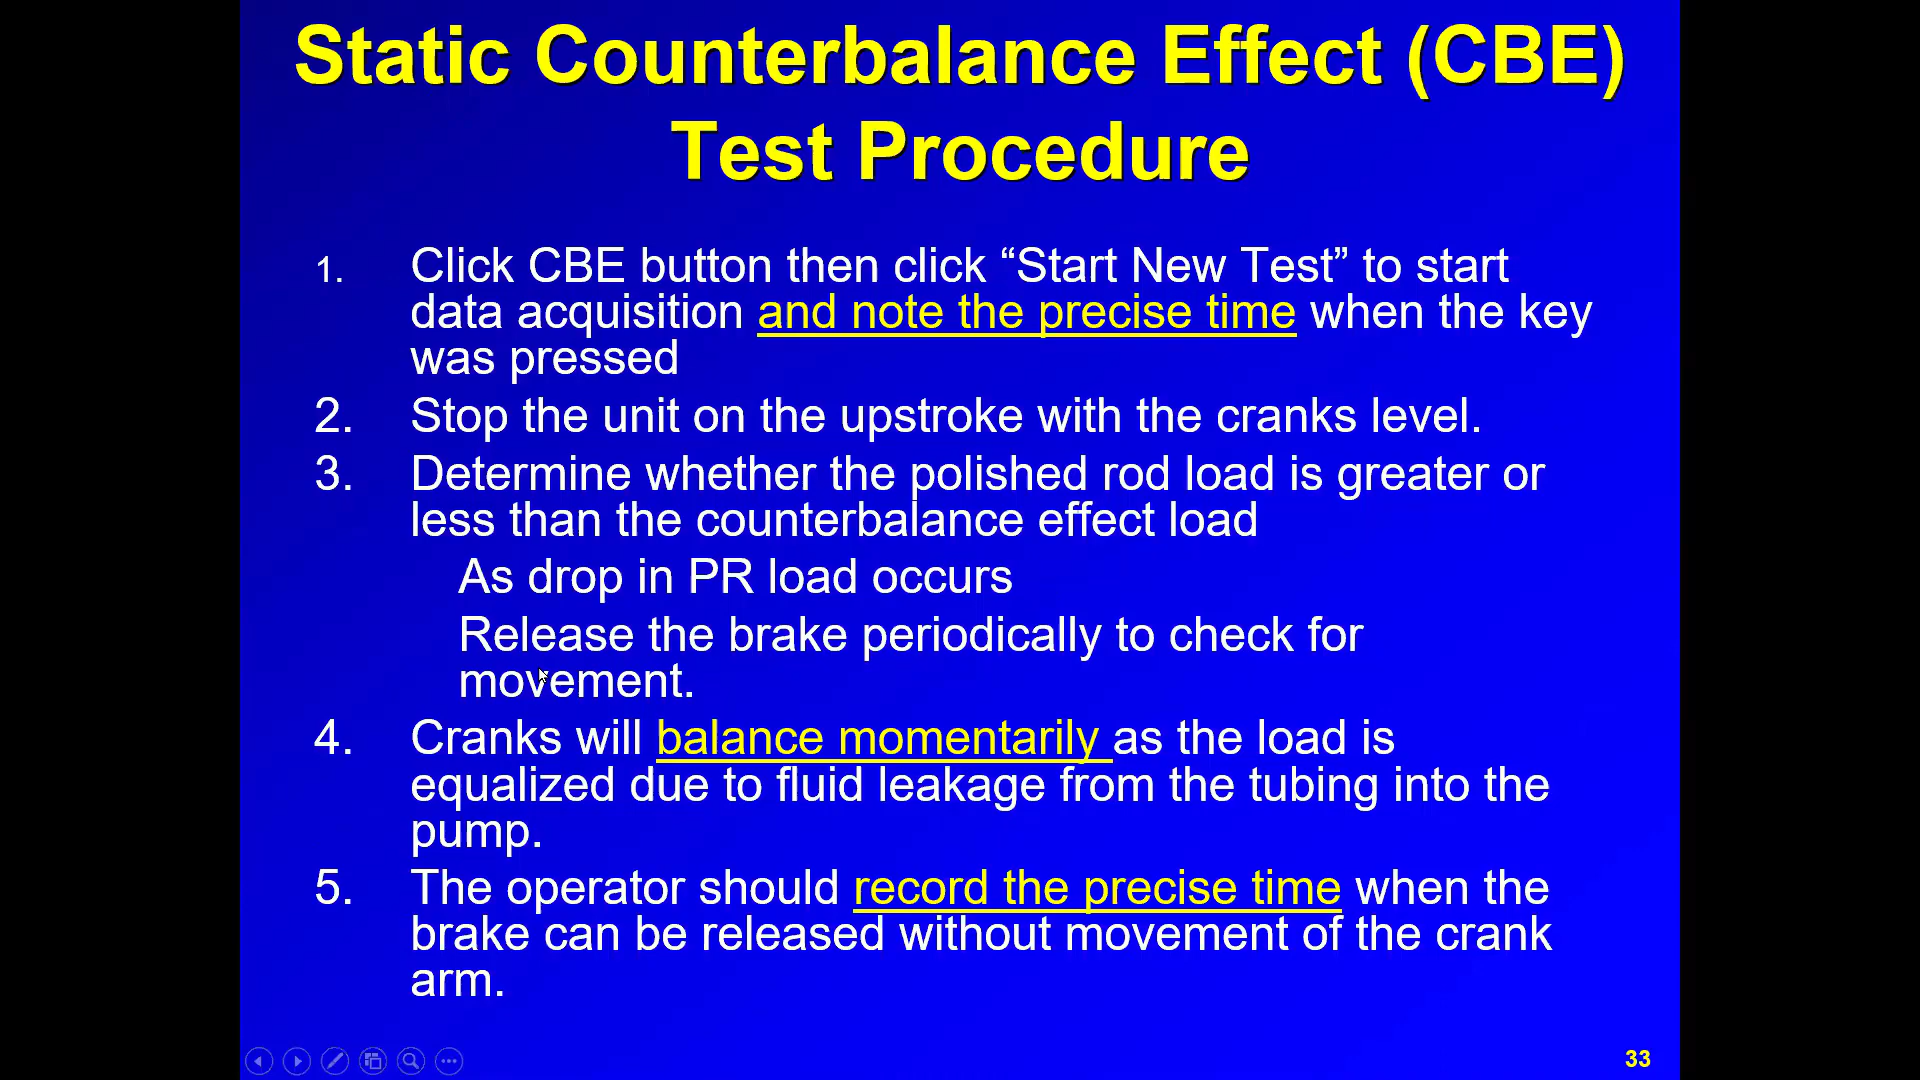 Static Counterbalance Effect (CBE)
Test Procedure
1. Click CBE button then click “Start New Test” to start
data acquisition and note the precise time when the key
was pressed
2. Stop the unit on the upstroke with the cranks level.
3. Determine whether the polished rod load is greater or
less than the counterbalance effect load
As drop in PR load occurs
Release the brake periodically to check for
movement.
4. Cranks will balance momentarily as the load is
equalized due to fluid leakage from the tubing into the
pump.
5. The operator should record the precise time when the
brake can be released without movement of the crank
arm.
33